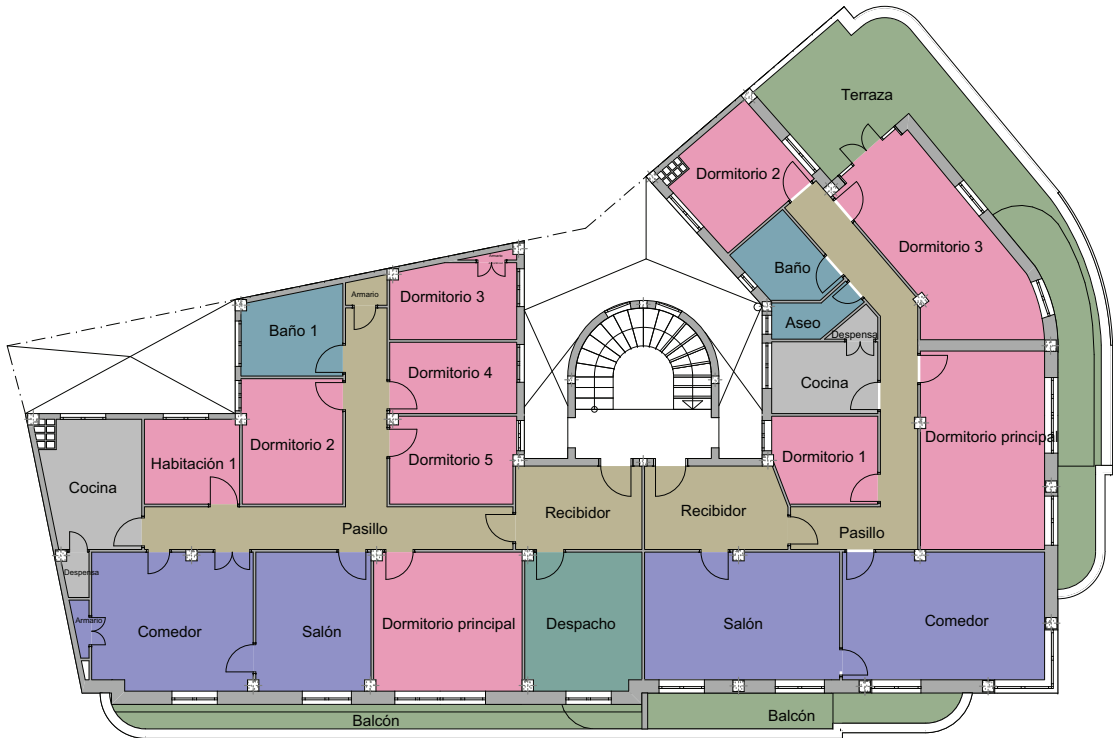 Terraza
Dormitorio 2
Dormitorio 3
Baño
Armario
Dormitorio 3
Armario
Baño 1
Aseo
Despensa
Dormitorio 4
Cocina
Dormitorio principal
Dormitorio 2
Dormitorio 5
Dormitorio 1
Habitación 1
Cocina
Recibidor
Recibidor
Pasillo
Pasillo
Despensa
Armario
Comedor
Salón
Dormitorio principal
Despacho
Salón
Comedor
Balcón
Balcón